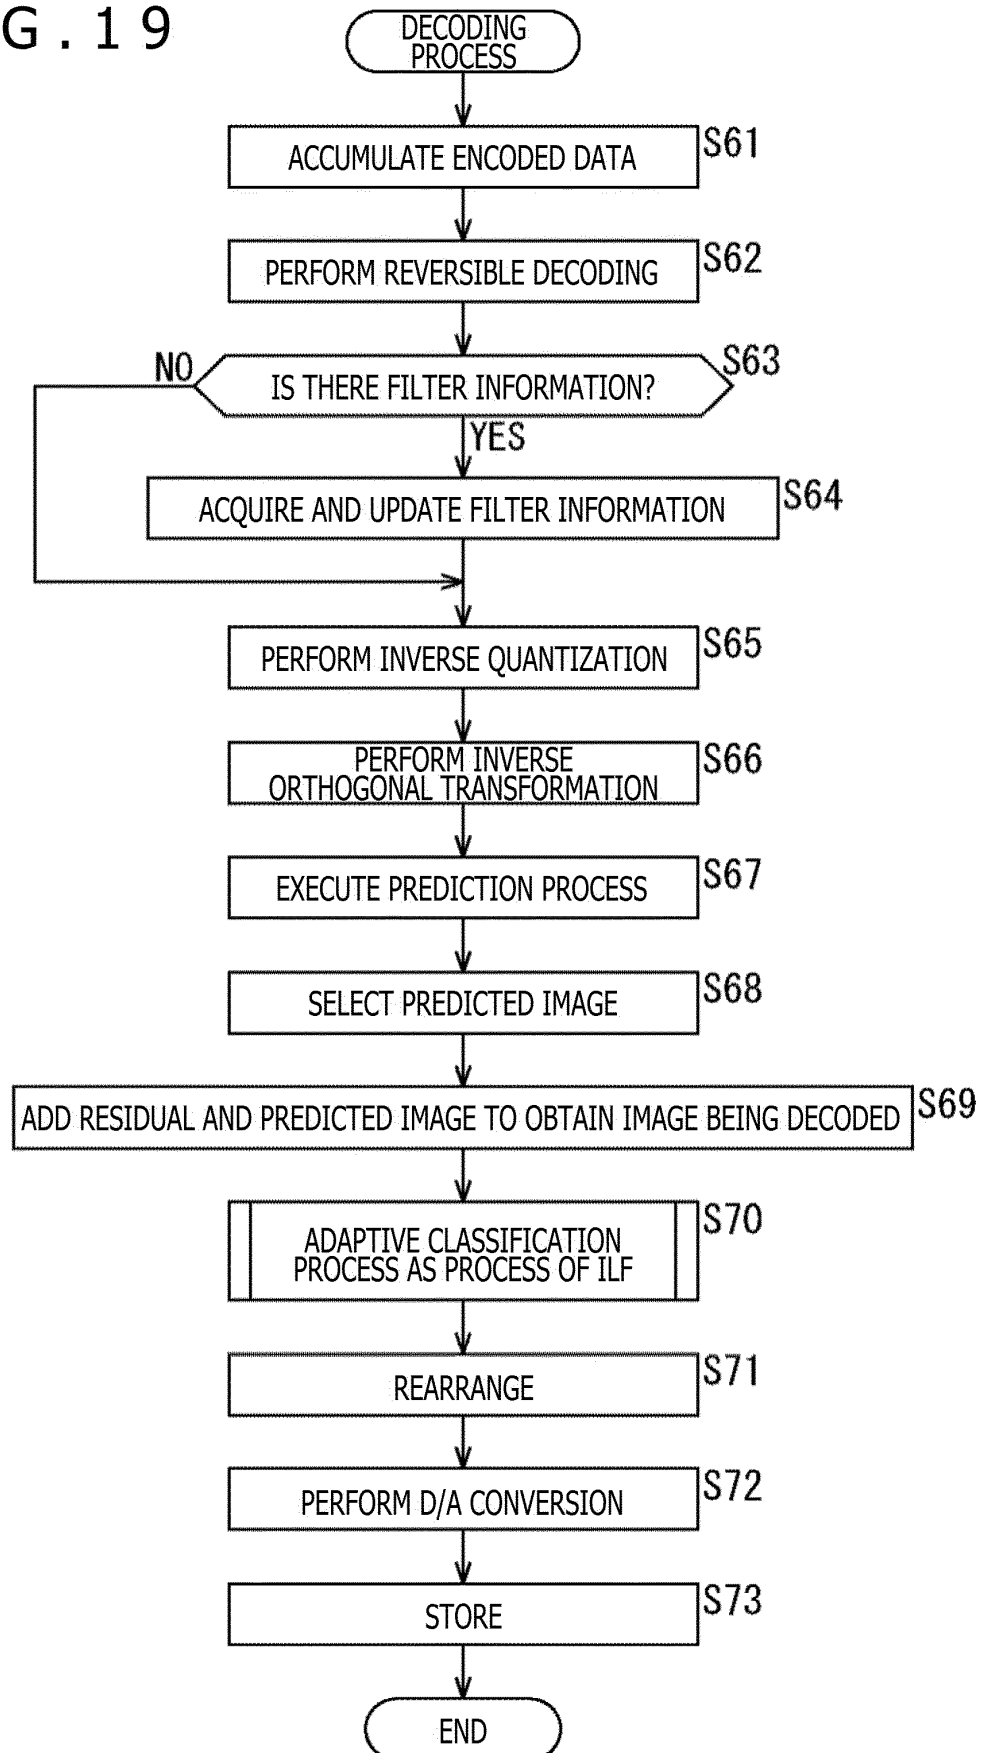 G.19
DECODING
PROCESS
S61
ACCUMULATE ENCODED DATA
S62
PERFORM REVERSIBLE DECODING
S63
NO
IS THERE FILTER INFORMATION?
YES
S64
ACQUIRE AND UPDATE FILTER INFORMATION
S65
PERFORM INVERSE QUANTIZATION
S66
PERFORM INVERSE
ORTHOGONAL TRANSFORMATION
S67
EXECUTE PREDICTION PROCESS
S68
SELECT PREDICTED IMAGE
S69
ADD RESIDUAL AND PREDICTED IMAGE TO OBTAIN IMAGE BEING DECODED
S70
ADAPTIVE CLASSIFICATION
PROCESS AS PROCESS OF ILF
S71
REARRANGE
S72
PERFORM D/A CONVERSION
S73
STORE
END